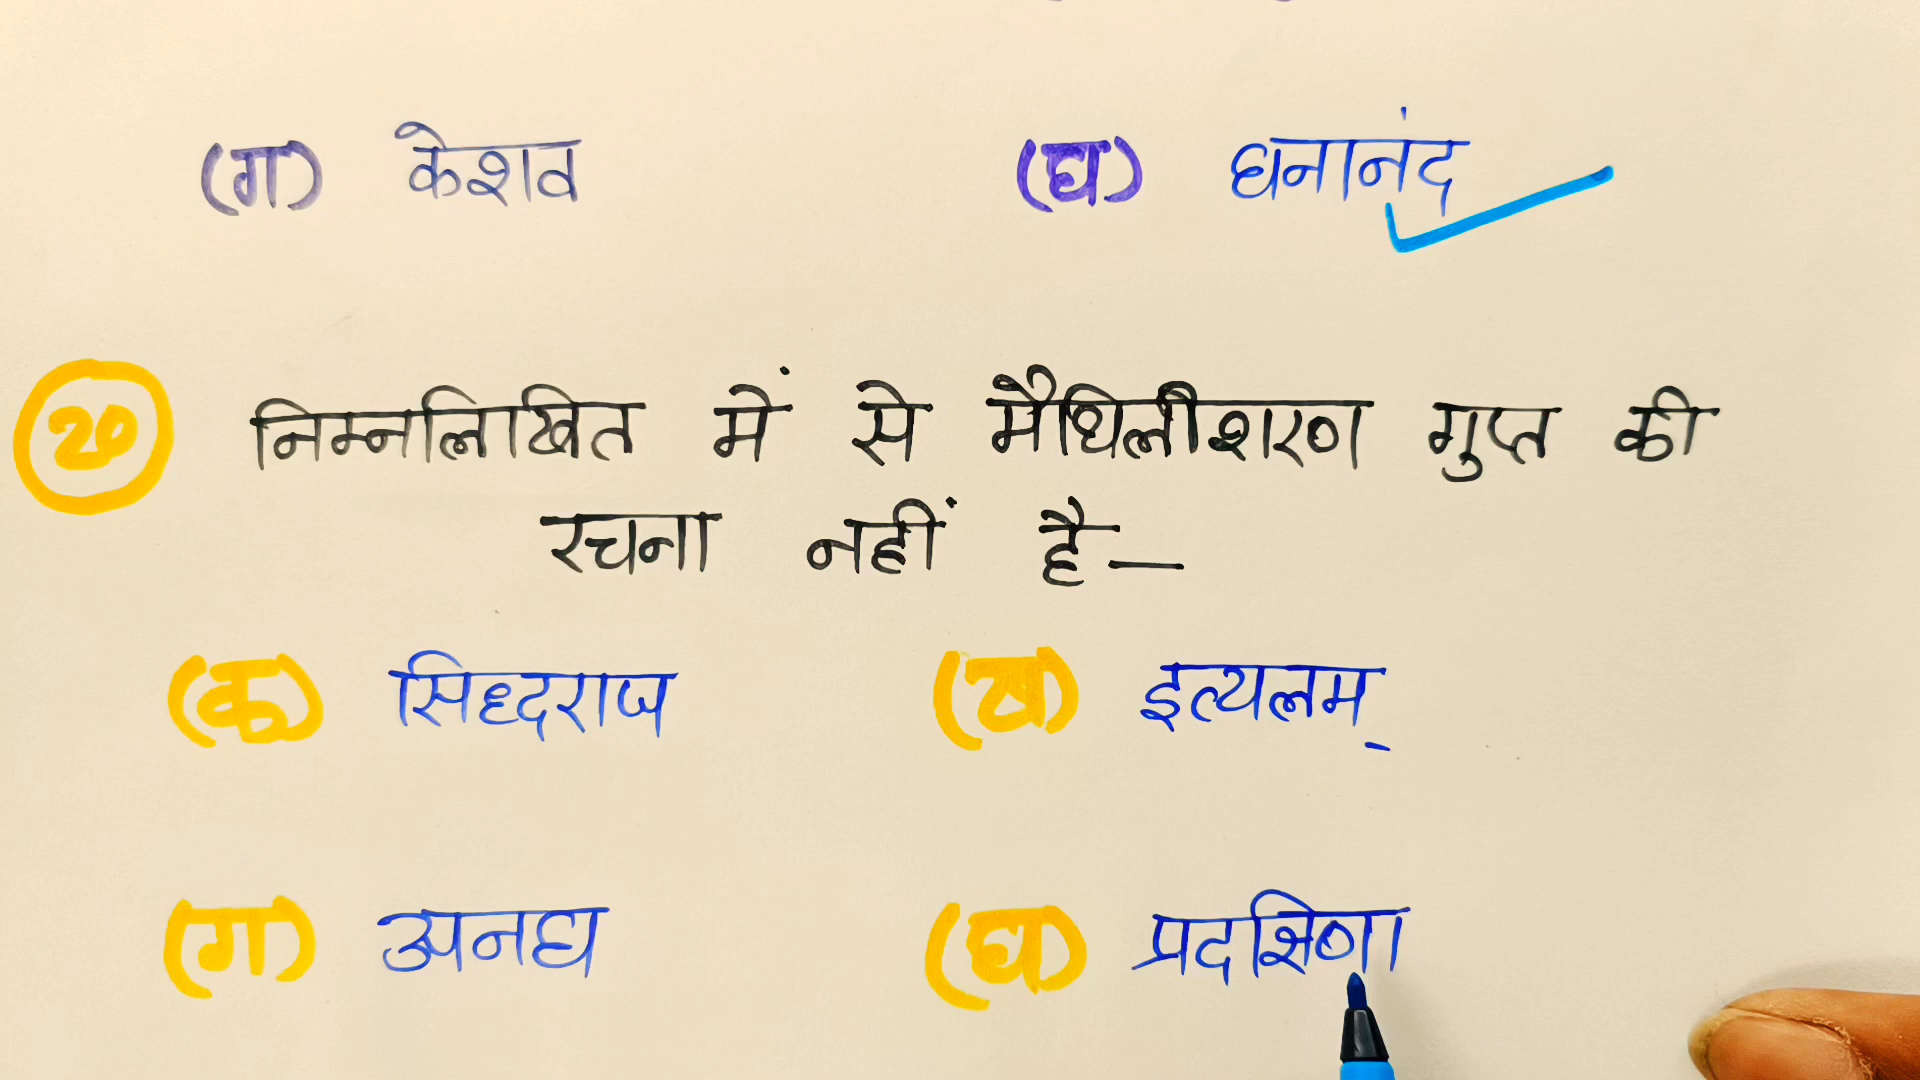 (ग) केशव (घ) घनानंद
20 निम्नलिखित में से मैथिलीशरण गुप्त की
रचना नहीं है–
(क) सिद्धराज (ख) इत्यलम्
(ग) अनघ (घ) प्रदक्षिणा